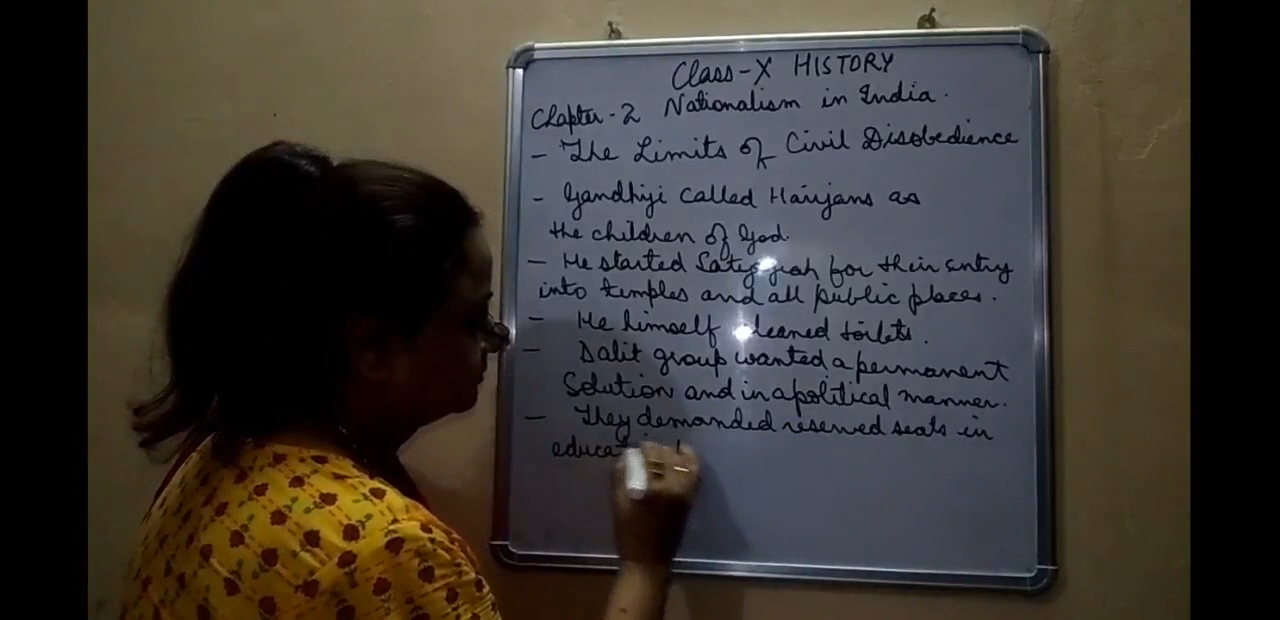 Class-X HISTORY
Chapter-2 Nationalism in India.
- The Limits of Civil Disobedience
- Gandhiji called Harijans as
the children of God
- He started for their entry
into temples and all public places.
- He himself cleaned toilets.
- Dalit group wanted a permanent
Solution and in a political manner.
- They demanded reserved seats in